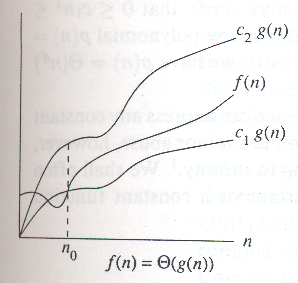 c₂ g(n)
f(n)
c₁ g(n)
n
n₀
f(n) = Θ(g(n))